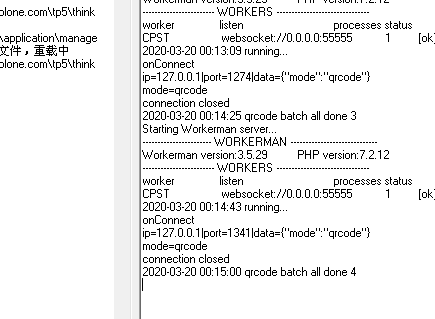 olone.com\tp5\think
\application\manage
文件，重载中
olone.com\tp5\think
Workerman version:3.5.29 PHP version:7.2.12
------------------------ WORKERS -------------------------------
worker listen processes status
CPST websocket://0.0.0.0:55555 1 [ok]
2020-03-20 00:13:09 running...
onConnect
ip=127.0.0.1|port=1274|data={"mode":"qrcode"}
mode=qrcode
connection closed
2020-03-20 00:14:25 qrcode batch all done 3
Starting Workerman server...
----------------------- WORKERMAN -----------------------------
Workerman version:3.5.29 PHP version:7.2.12
------------------------ WORKERS -------------------------------
worker listen processes status
CPST websocket://0.0.0.0:55555 1 [ok]
2020-03-20 00:14:43 running...
onConnect
ip=127.0.0.1|port=1341|data={"mode":"qrcode"}
mode=qrcode
connection closed
2020-03-20 00:15:00 qrcode batch all done 4